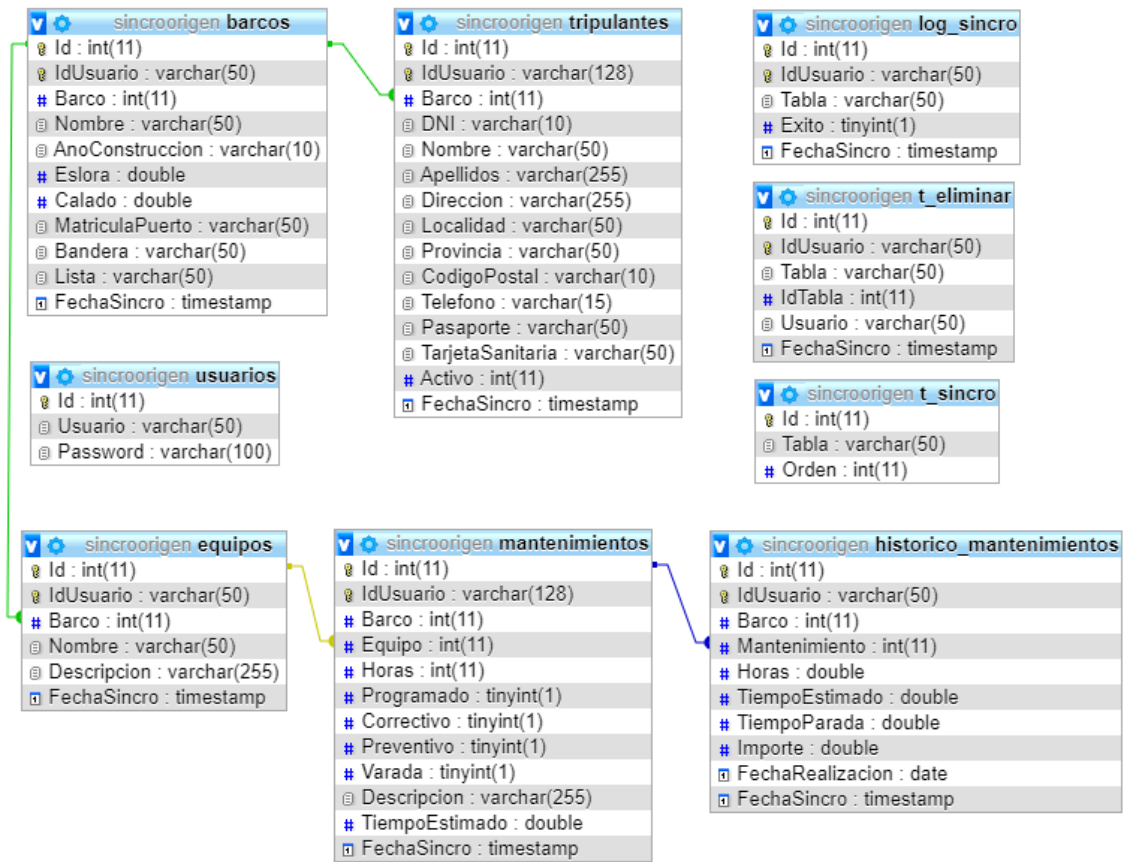 sincroorigen barcos
Id : int(11)
IdUsuario : varchar(50)
Barco : int(11)
Nombre : varchar(50)
AnoConstruccion : varchar(10)
Eslora : double
Calado : double
MatriculaPuerto : varchar(50)
Bandera : varchar(50)
Lista : varchar(50)
FechaSincro : timestamp
sincroorigen tripulantes
Id : int(11)
IdUsuario : varchar(128)
Barco : int(11)
DNI : varchar(10)
Nombre : varchar(50)
Apellidos : varchar(255)
Direccion : varchar(255)
Localidad : varchar(50)
Provincia : varchar(50)
CodigoPostal : varchar(10)
Telefono : varchar(15)
Pasaporte : varchar(50)
TarjetaSanitaria : varchar(50)
Activo : int(11)
FechaSincro : timestamp
sincroorigen log_sincro
Id : int(11)
IdUsuario : varchar(50)
Tabla : varchar(50)
Exito : tinyint(1)
FechaSincro : timestamp
sincroorigen t_eliminar
Id : int(11)
IdUsuario : varchar(50)
Tabla : varchar(50)
IdTabla : int(11)
Usuario : varchar(50)
FechaSincro : timestamp
sincroorigen usuarios
Id : int(11)
Usuario : varchar(50)
Password : varchar(100)
sincroorigen t_sincro
Id : int(11)
Tabla : varchar(50)
Orden : int(11)
sincroorigen equipos
Id : int(11)
IdUsuario : varchar(50)
Barco : int(11)
Nombre : varchar(50)
Descripcion : varchar(255)
FechaSincro : timestamp
sincroorigen mantenimientos
Id : int(11)
IdUsuario : varchar(128)
Barco : int(11)
Equipo : int(11)
Horas : int(11)
Programado : tinyint(1)
Correctivo : tinyint(1)
Preventivo : tinyint(1)
Varada : tinyint(1)
Descripcion : varchar(255)
TiempoEstimado : double
FechaSincro : timestamp
sincroorigen historico_mantenimientos
Id : int(11)
IdUsuario : varchar(50)
Barco : int(11)
Mantenimiento : int(11)
Horas : double
TiempoEstimado : double
TiempoParada : double
Importe : double
FechaRealizacion : date
FechaSincro : timestamp